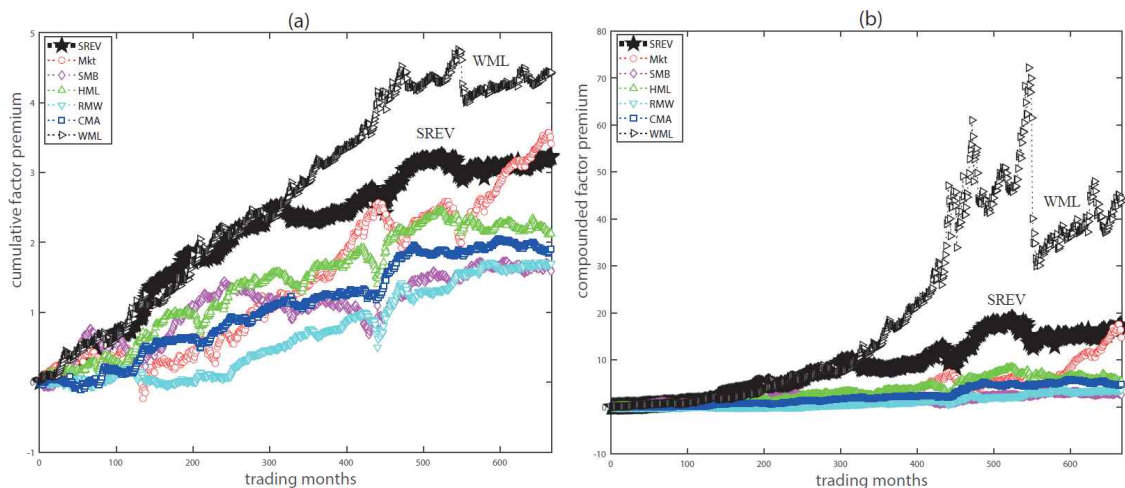 (a)
cumulative factor premium
5
4
3
2
1
0
-1
SREV
Mkt
SMB
HML
RMW
CMA
WML
WML
SREV
0 100 200 300 400 500 600
trading months
(b)
compounded factor premium
80
70
60
50
40
30
20
10
0
-10
SREV
Mkt
SMB
HML
RMW
CMA
WML
WML
SREV
0 100 200 300 400 500 600
trading months